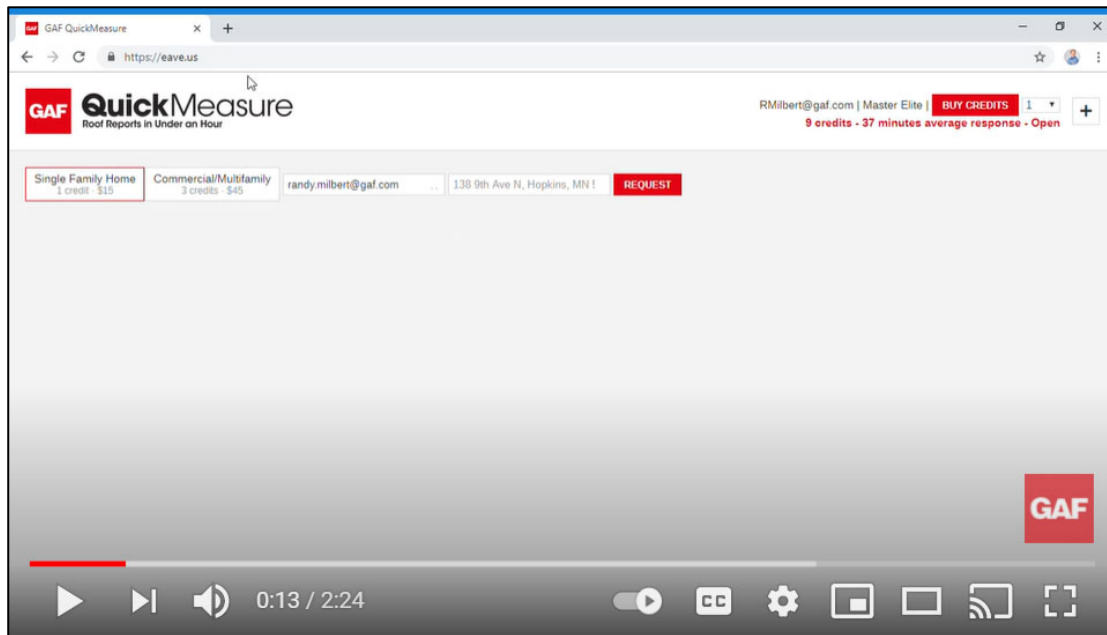 GAF QuickMeasure
https://eave.us
GAF QuickMeasure
Roof Reports in Under an Hour
RMilbert@gaf.com | Master Elite | BUY CREDITS 1
9 credits - 37 minutes average response - Open
Single Family Home
1 credit - $15
Commercial/Multifamily
3 credits - $45
randy.milbert@gaf.com ..
138 9th Ave N, Hopkins, MN
REQUEST
GAF
0:13 / 2:24
CC